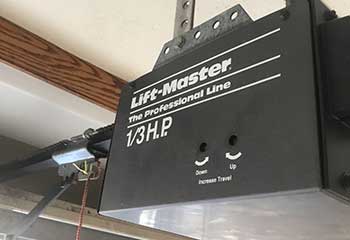 Lift-Master
The Professional Line
1/3 H.P.
Down Up
Increase Travel